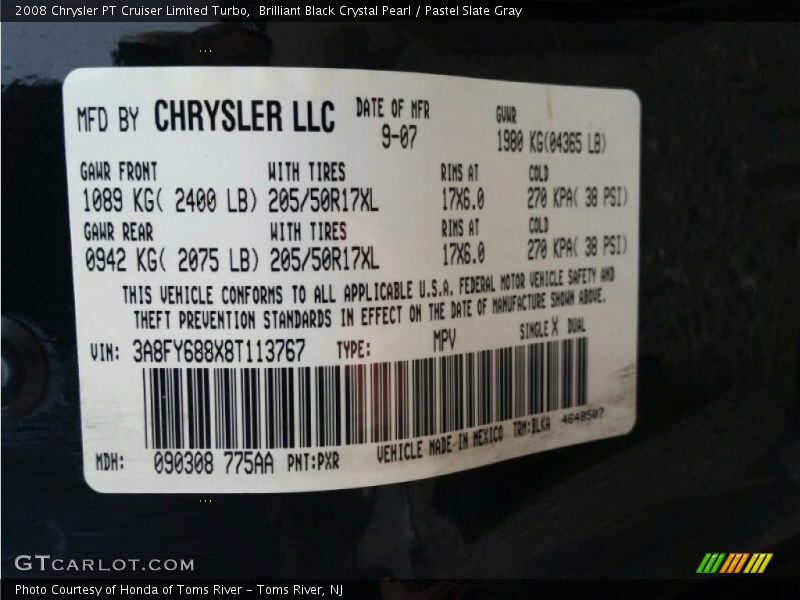 2008 Chrysler PT Cruiser Limited Turbo, Brilliant Black Crystal Pearl / Pastel Slate Gray
MFD BY CHRYSLER LLC DATE OF MFR GVWR
9-07 1980 KG(04365 LB)
GAWR FRONT WITH TIRES RIMS AT COLD
1089 KG( 2400 LB) 205/50R17XL 17X6.0 270 KPA( 38 PSI)
GAWR REAR WITH TIRES RIMS AT COLD
0942 KG( 2075 LB) 205/50R17XL 17X6.0 270 KPA( 38 PSI)
THIS VEHICLE CONFORMS TO ALL APPLICABLE U.S.A. FEDERAL MOTOR VEHICLE SAFETY AND
THEFT PREVENTION STANDARDS IN EFFECT ON THE DATE OF MANUFACTURE SHOWN ABOVE.
VIN: 3A8FY688X8T113767 TYPE: MPV SINGLE X DUAL
MDH: 090308 775AA PNT:PXR VEHICLE MADE IN MEXICO TRM:BLKA 4648507
GTCARLOT.COM
Photo Courtesy of Honda of Toms River - Toms River, NJ